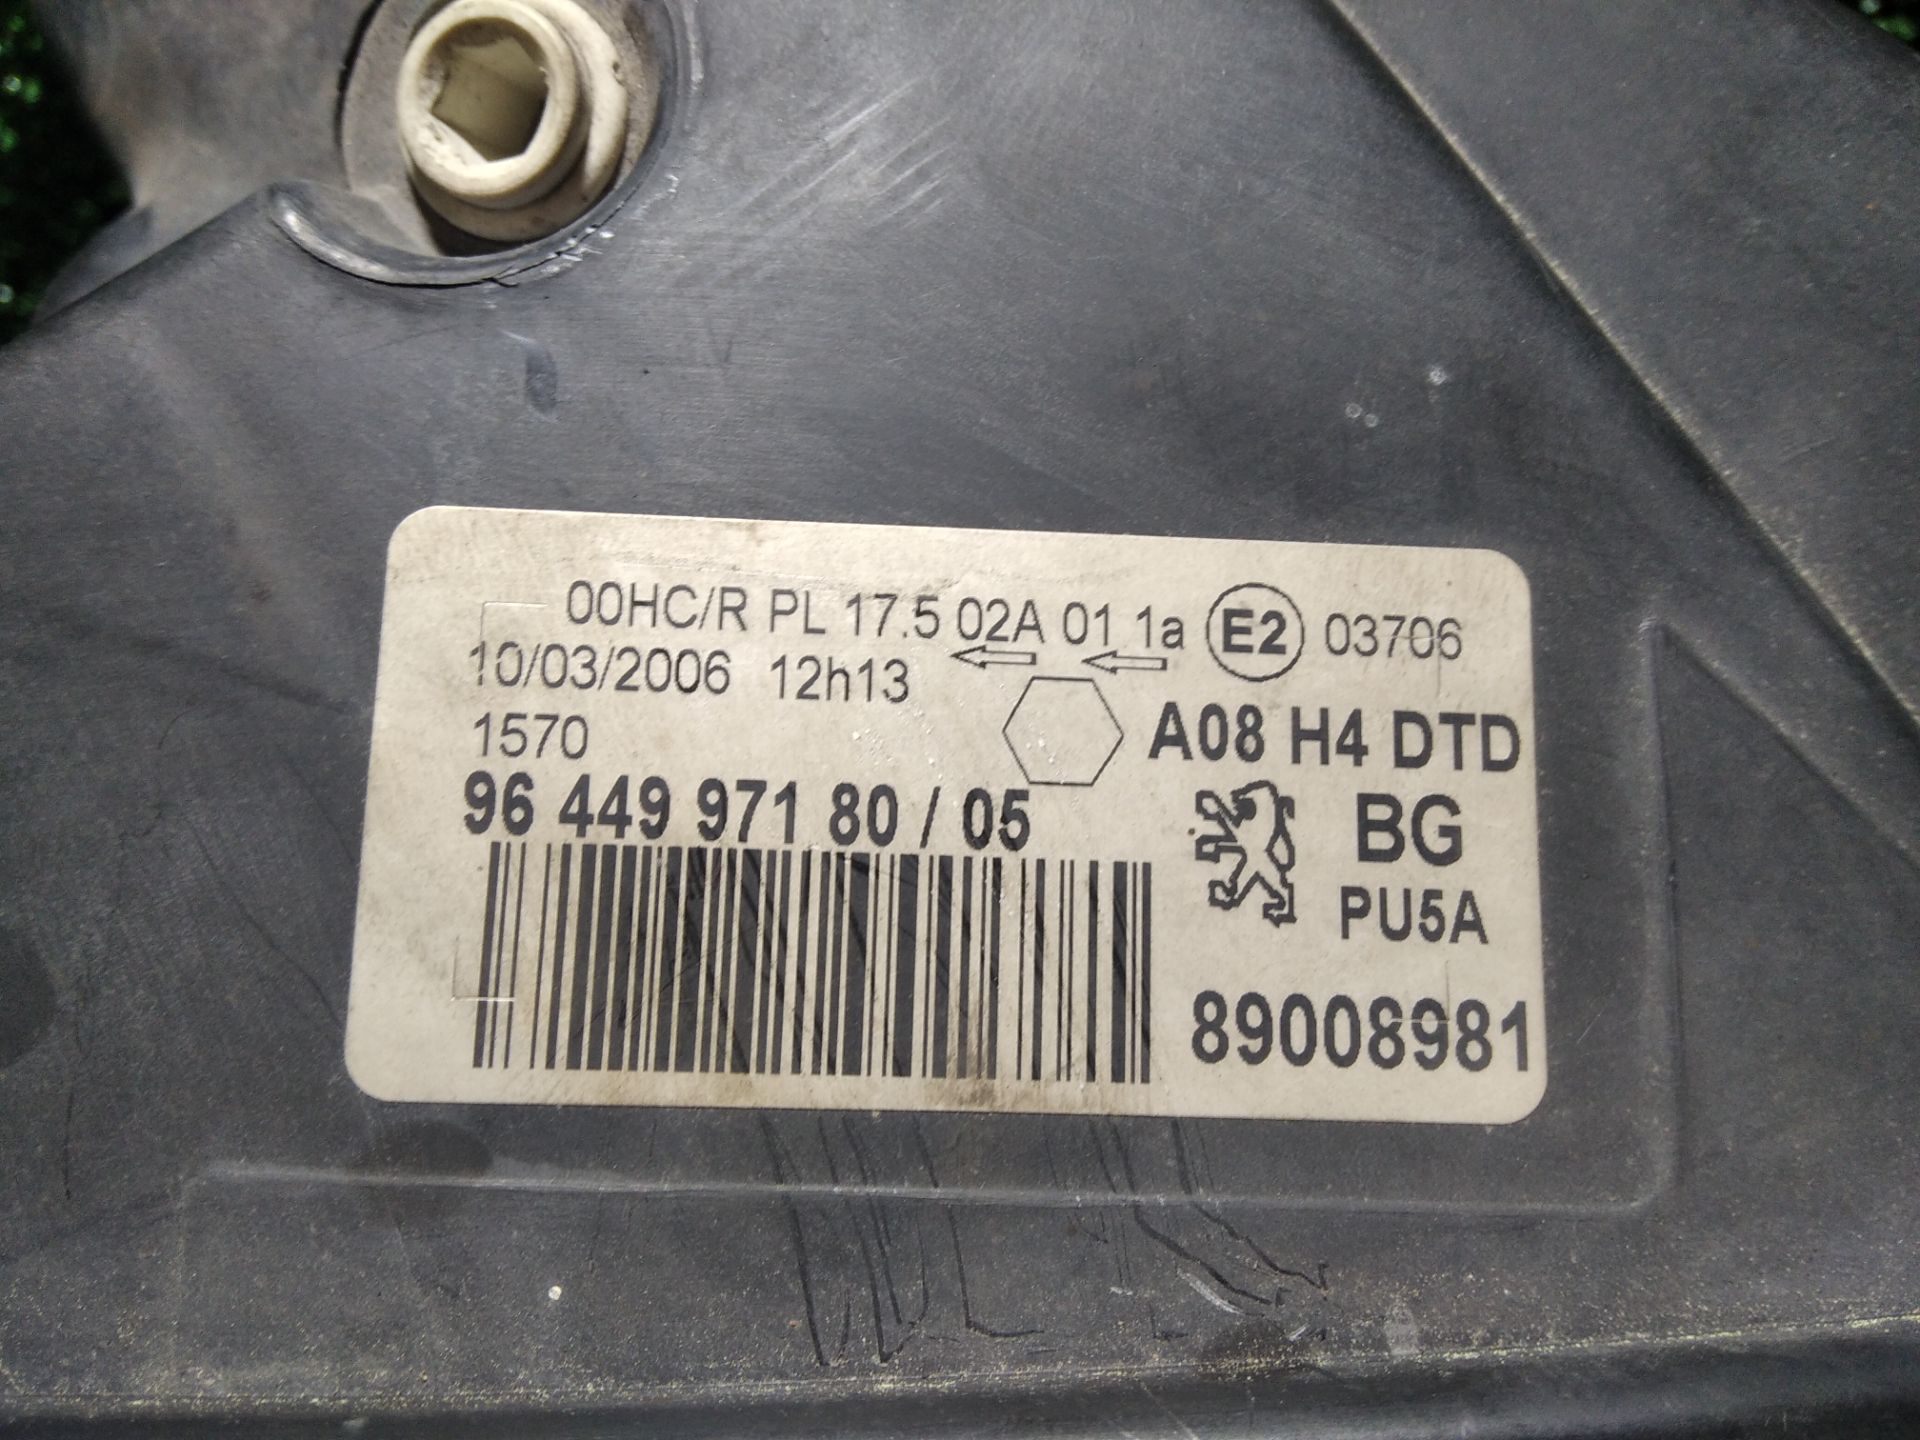 00HC/R PL 17.5 02A 01 1a E2 03706
10/03/2006 12h13
1570
A08 H4 DTD
96 449 971 80 / 05
BG
PU5A
89008981